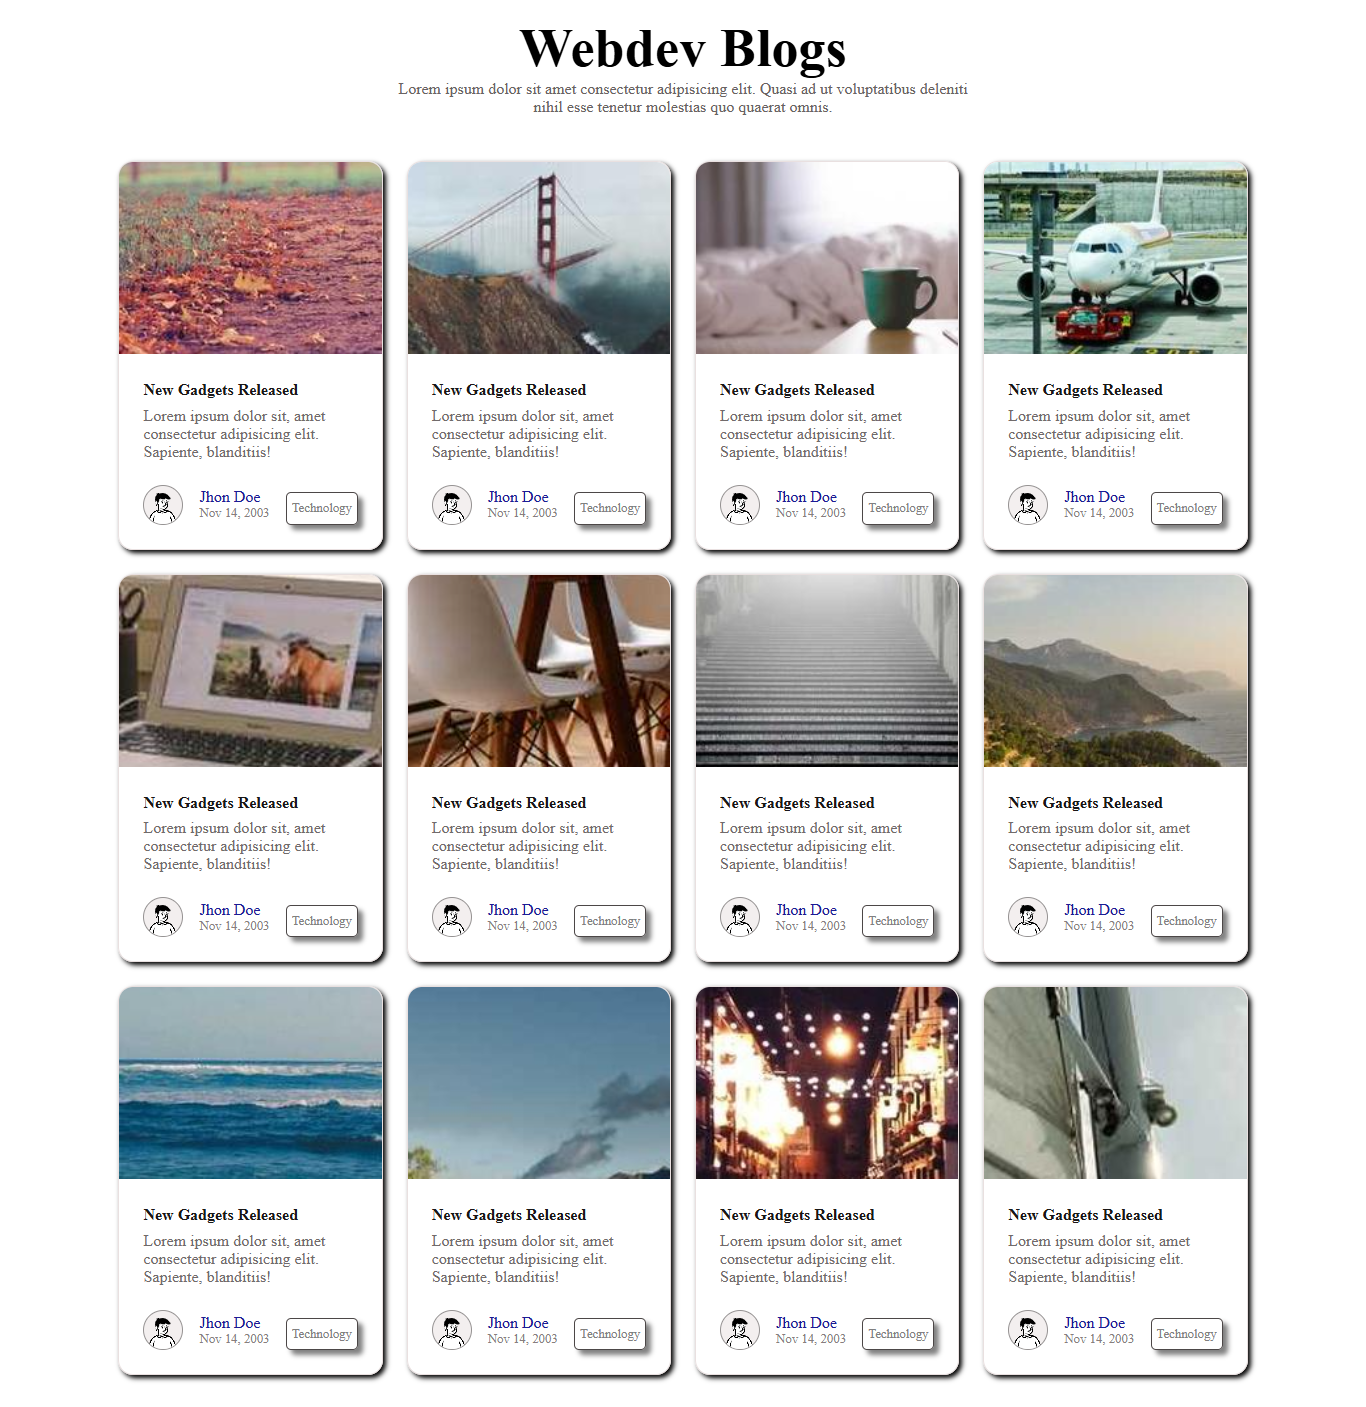 Webdev Blogs
Lorem ipsum dolor sit amet consectetur adipisicing elit. Quasi ad ut voluptatibus deleniti
nihil esse tenetur molestias quo quaerat omnis.
New Gadgets Released
Lorem ipsum dolor sit, amet
consectetur adipisicing elit.
Sapiente, blanditiis!
Jhon Doe
Nov 14, 2003
Technology
New Gadgets Released
Lorem ipsum dolor sit, amet
consectetur adipisicing elit.
Sapiente, blanditiis!
Jhon Doe
Nov 14, 2003
Technology
New Gadgets Released
Lorem ipsum dolor sit, amet
consectetur adipisicing elit.
Sapiente, blanditiis!
Jhon Doe
Nov 14, 2003
Technology
New Gadgets Released
Lorem ipsum dolor sit, amet
consectetur adipisicing elit.
Sapiente, blanditiis!
Jhon Doe
Nov 14, 2003
Technology
New Gadgets Released
Lorem ipsum dolor sit, amet
consectetur adipisicing elit.
Sapiente, blanditiis!
Jhon Doe
Nov 14, 2003
Technology
New Gadgets Released
Lorem ipsum dolor sit, amet
consectetur adipisicing elit.
Sapiente, blanditiis!
Jhon Doe
Nov 14, 2003
Technology
New Gadgets Released
Lorem ipsum dolor sit, amet
consectetur adipisicing elit.
Sapiente, blanditiis!
Jhon Doe
Nov 14, 2003
Technology
New Gadgets Released
Lorem ipsum dolor sit, amet
consectetur adipisicing elit.
Sapiente, blanditiis!
Jhon Doe
Nov 14, 2003
Technology
New Gadgets Released
Lorem ipsum dolor sit, amet
consectetur adipisicing elit.
Sapiente, blanditiis!
Jhon Doe
Nov 14, 2003
Technology
New Gadgets Released
Lorem ipsum dolor sit, amet
consectetur adipisicing elit.
Sapiente, blanditiis!
Jhon Doe
Nov 14, 2003
Technology
New Gadgets Released
Lorem ipsum dolor sit, amet
consectetur adipisicing elit.
Sapiente, blanditiis!
Jhon Doe
Nov 14, 2003
Technology
New Gadgets Released
Lorem ipsum dolor sit, amet
consectetur adipisicing elit.
Sapiente, blanditiis!
Jhon Doe
Nov 14, 2003
Technology